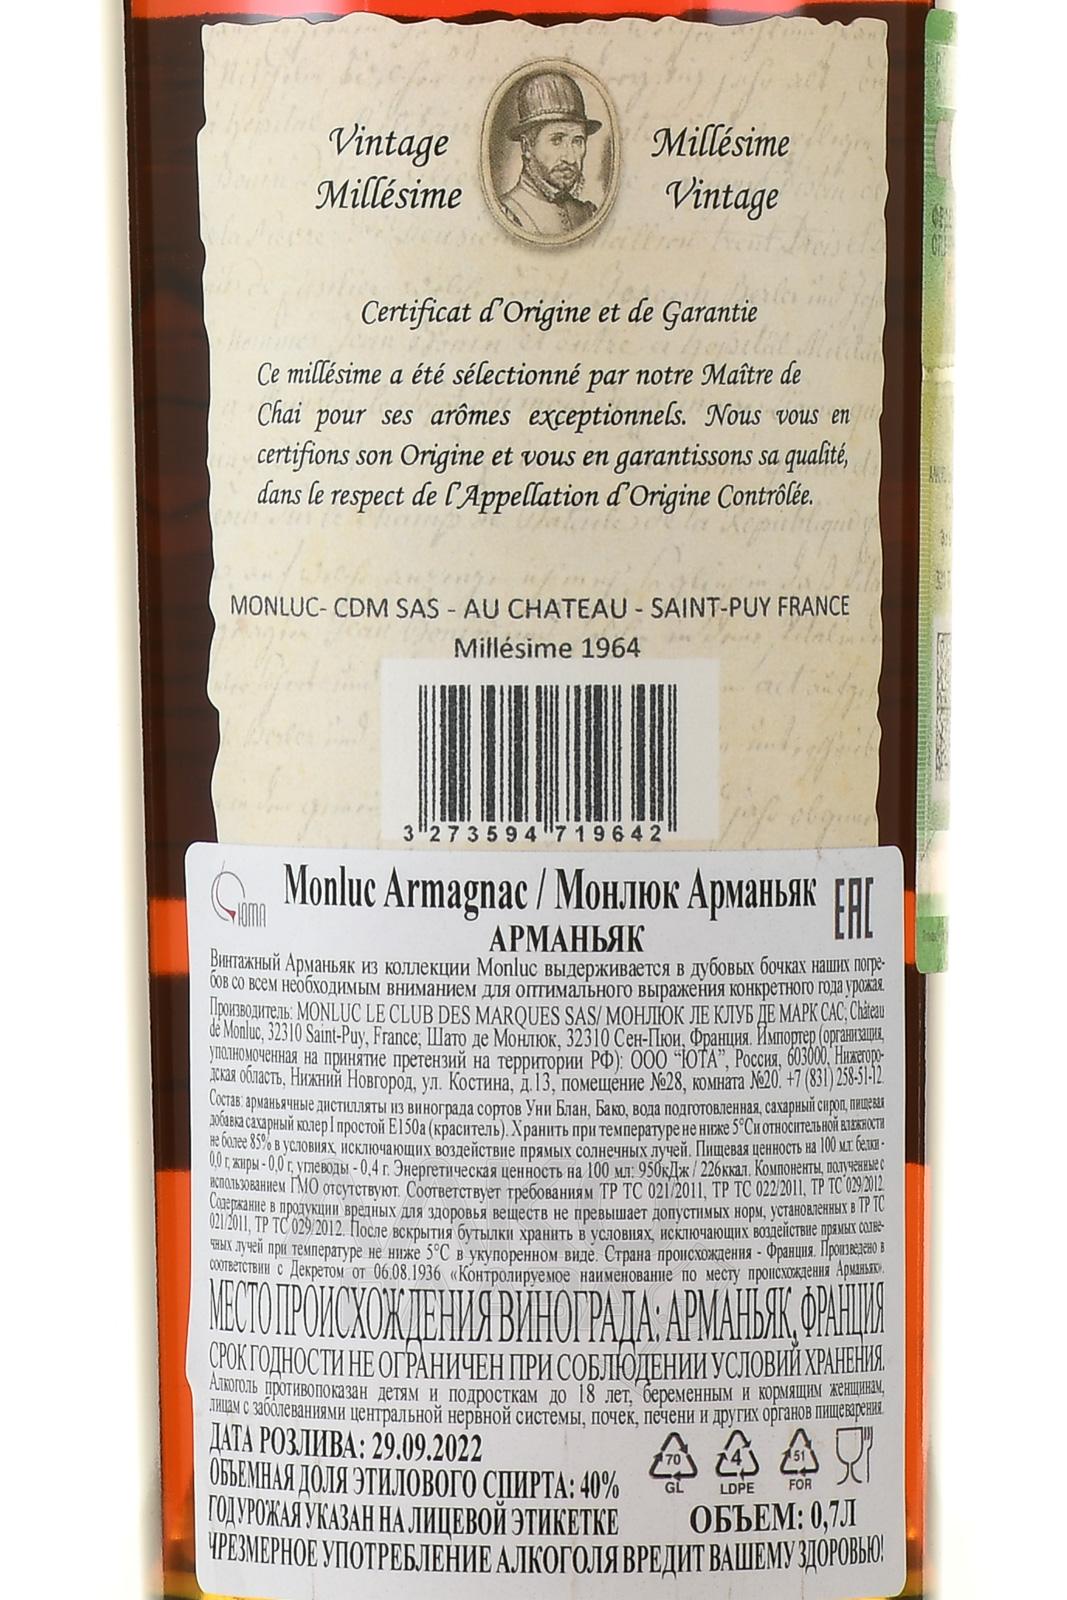 Vintage Millésime
Millésime Vintage
Certificat d'Origine et de Garantie
Ce millésime a été sélectionné par notre Maître de
Chai pour ses arômes exceptionnels. Nous vous en
certifions son Origine et vous en garantissons sa qualité,
dans le respect de l'Appellation d'Origine Contrôlée.
MONLUC- CDM SAS - AU CHATEAU - SAINT-PUY FRANCE
Millésime 1964
3 273594 719642
ЮТА
Monluc Armagnac / Монлюк Арманьяк
EAC
АРМАНЬЯК
Винтажный Арманьяк из коллекции Monluc выдерживается в дубовых бочках наших погре-
бов со всем необходимым вниманием для оптимального выражения конкретного года урожая.
Производитель: MONLUC LE CLUB DES MARQUES SAS/ МОНЛЮК ЛЕ КЛУБ ДЕ МАРК САС; Château
de Monluc, 32310 Saint-Puy, France; Шато де Монлюк, 32310 Сен-Пюи, Франция. Импортер (организация,
уполномоченная на принятие претензий на территории РФ): ООО "ЮТА", Россия, 603000, Нижегоро-
дская область, Нижний Новгород, ул. Костина, д.13, помещение №28, комната №20. +7 (831) 258-51-12.
Состав: арманьячные дистилляты из винограда сортов Уни Блан, Бако, вода подготовленная, сахарный сироп, пищевая
добавка сахарный колер I простой Е150а (краситель). Хранить при температуре не ниже 5°С и относительной влажности
не более 85% в условиях, исключающих воздействие прямых солнечных лучей. Пищевая ценность на 100 мл: белки -
0,0 г, жиры - 0,0 г, углеводы - 0,4 г. Энергетическая ценность на 100 мл: 950кДж / 226ккал. Компоненты, полученные с
использованием ГМО отсутствуют. Соответствует требованиям ТР ТС 021/2011, ТР ТС 022/2011, ТР ТС 029/2012.
Содержание в продукции вредных для здоровья веществ не превышает допустимых норм, установленных в ТР ТС
021/2011, ТР ТС 029/2012. После вскрытия бутылки хранить в условиях, исключающих воздействие прямых солне-
чных лучей при температуре не ниже 5°С в укупоренном виде. Страна происхождения - Франция. Произведено в
соответствии с Декретом от 06.08.1936 «Контролируемое наименование по месту происхождения Арманьяк».
МЕСТО ПРОИСХОЖДЕНИЯ ВИНОГРАДА: АРМАНЬЯК, ФРАНЦИЯ
СРОК ГОДНОСТИ НЕ ОГРАНИЧЕН ПРИ СОБЛЮДЕНИИ УСЛОВИЙ ХРАНЕНИЯ.
Алкоголь противопоказан детям и подросткам до 18 лет, беременным и кормящим женщинам,
лицам с заболеваниями центральной нервной системы, почек, печени и других органов пищеварения.
ДАТА РОЗЛИВА: 29.09.2022
70 4 51
GL LDPE FOR
ОБЪЕМНАЯ ДОЛЯ ЭТИЛОВОГО СПИРТА: 40%
ГОД УРОЖАЯ УКАЗАН НА ЛИЦЕВОЙ ЭТИКЕТКЕ
ОБЪЕМ: 0,7Л
ЧРЕЗМЕРНОЕ УПОТРЕБЛЕНИЕ АЛКОГОЛЯ ВРЕДИТ ВАШЕМУ ЗДОРОВЬЮ!